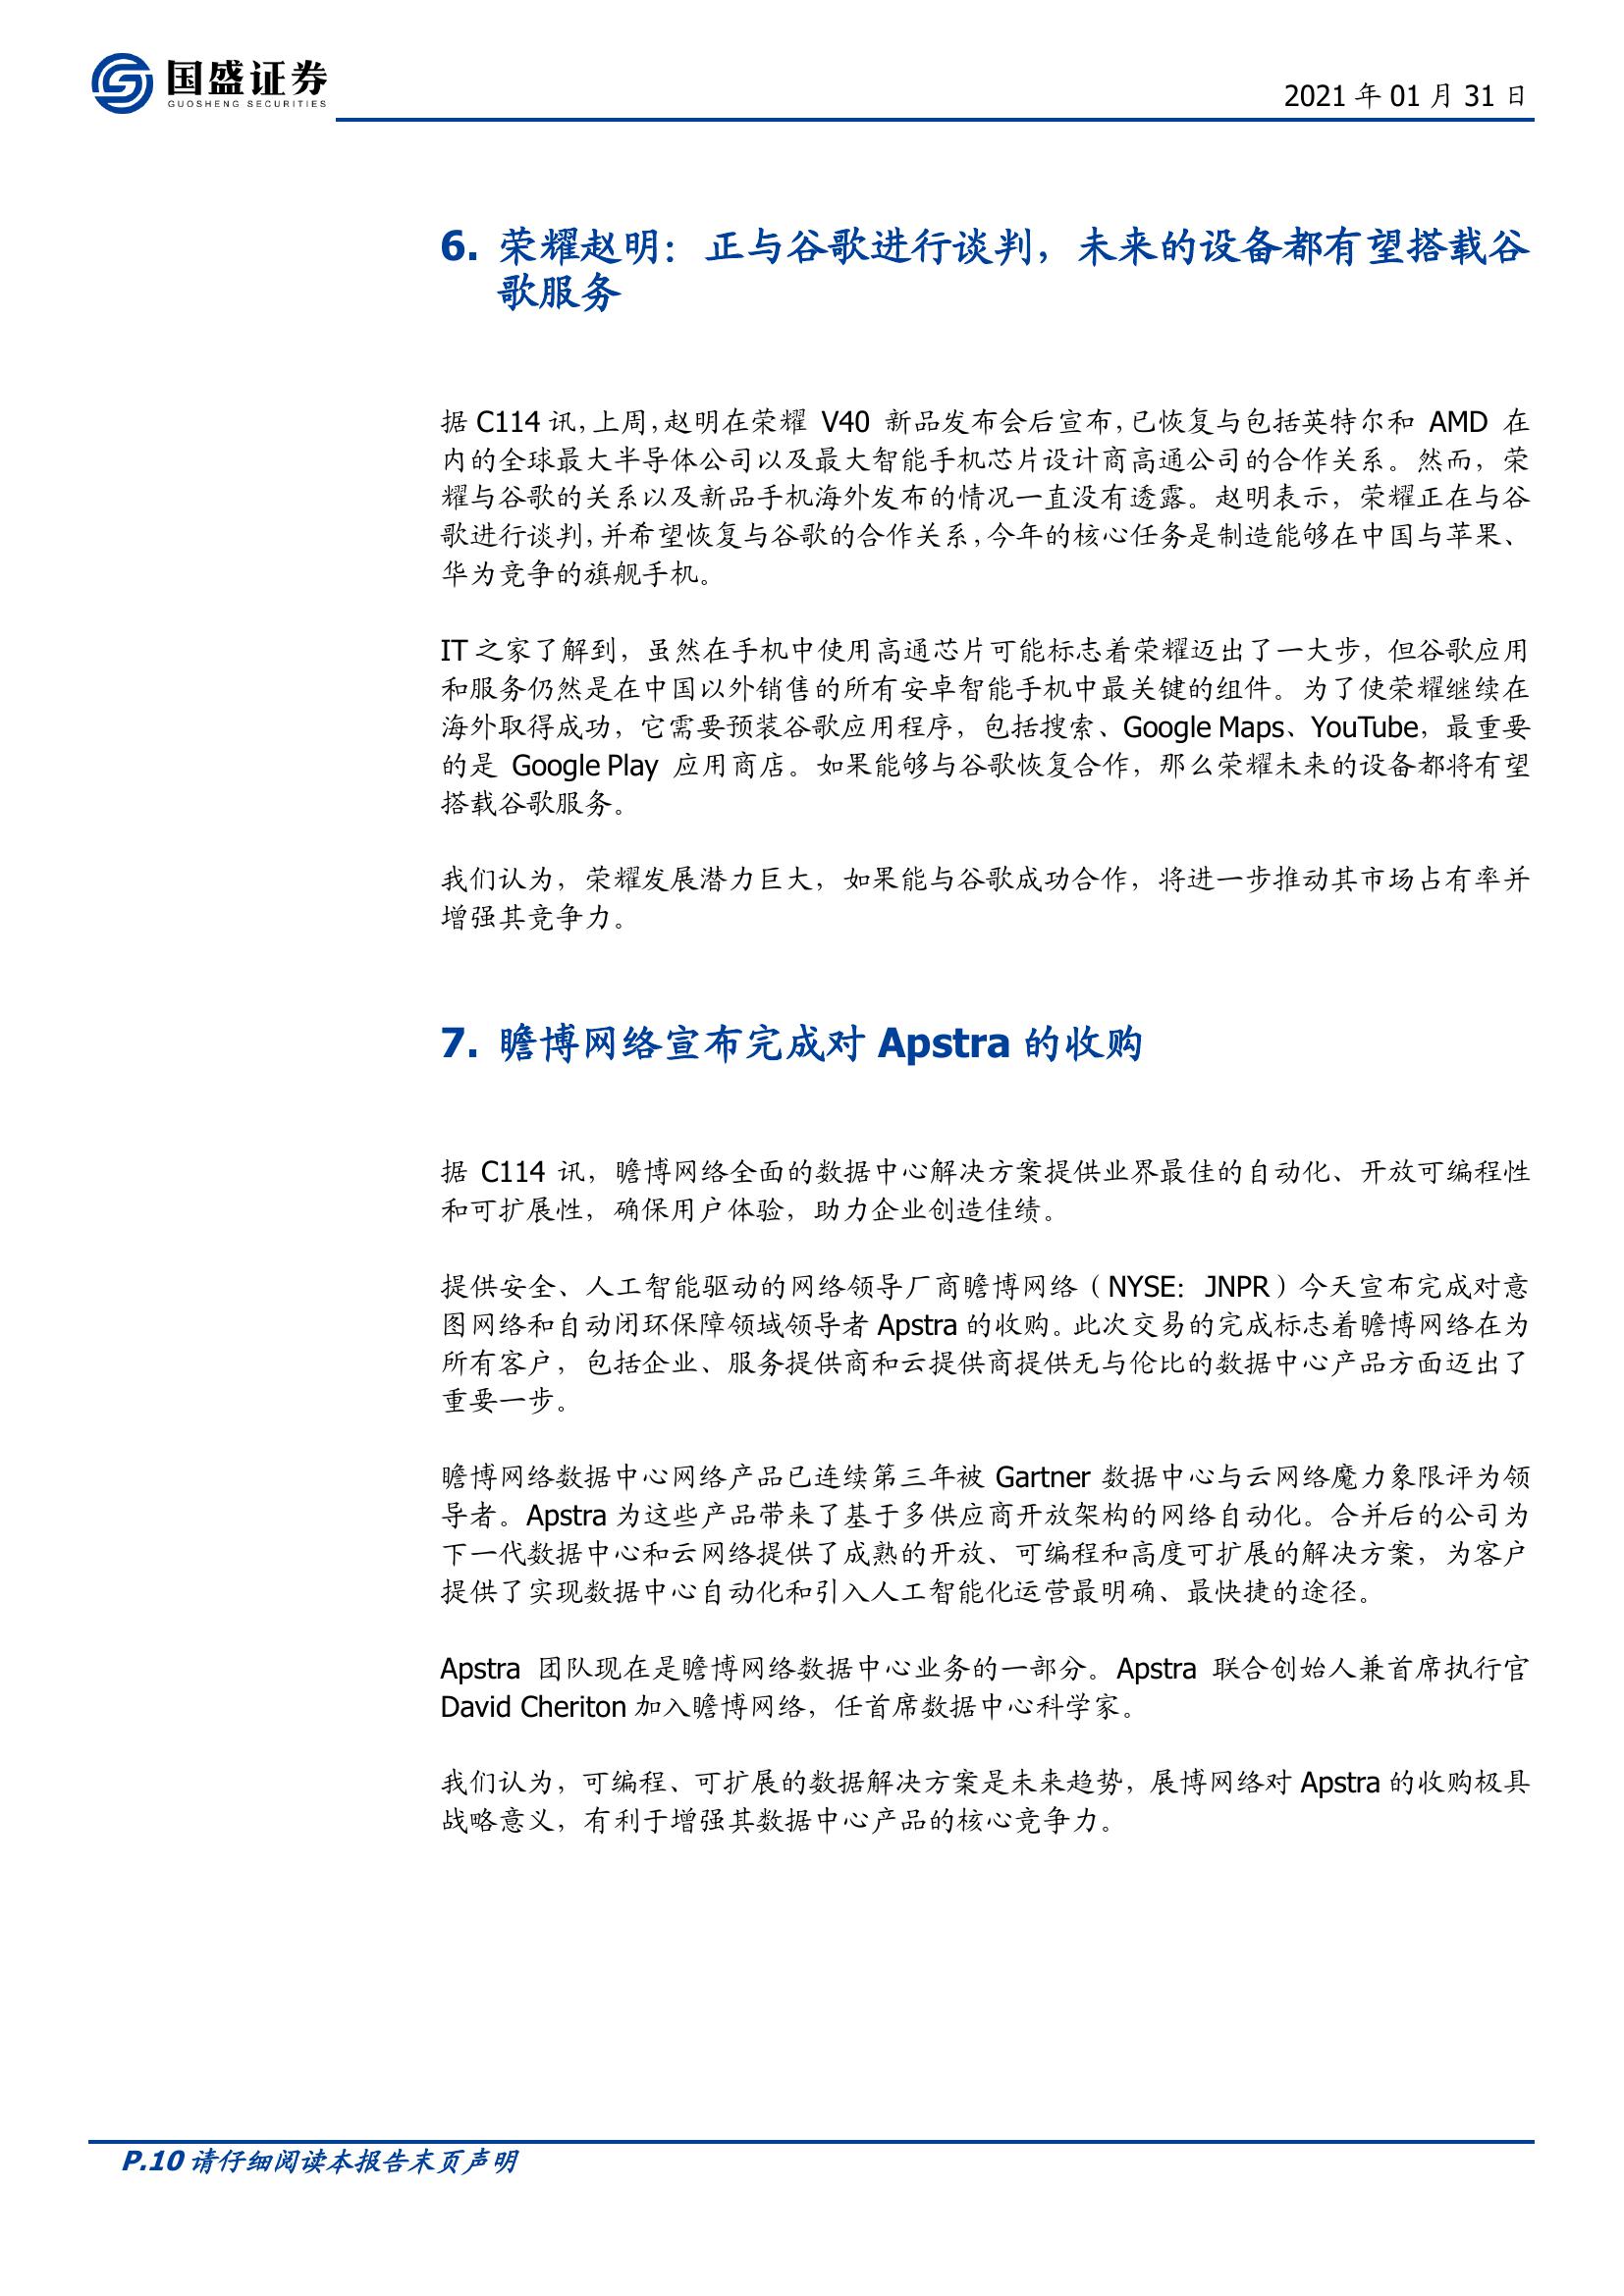 国盛证券
GUOSHENG SECURITIES
2021 年 01 月 31 日
6. 荣耀赵明：正与谷歌进行谈判，未来的设备都有望搭载谷
歌服务
据 C114 讯，上周，赵明在荣耀 V40 新品发布会后宣布，已恢复与包括英特尔和 AMD 在
内的全球最大半导体公司以及最大智能手机芯片设计商高通公司的合作关系。然而，荣
耀与谷歌的关系以及新品手机海外发布的情况一直没有透露。赵明表示，荣耀正在与谷
歌进行谈判，并希望恢复与谷歌的合作关系，今年的核心任务是制造能够在中国与苹果、
华为竞争的旗舰手机。
IT 之家了解到，虽然在手机中使用高通芯片可能标志着荣耀迈出了一大步，但谷歌应用
和服务仍然是在中国以外销售的所有安卓智能手机中最关键的组件。为了使荣耀继续在
海外取得成功，它需要预装谷歌应用程序，包括搜索、Google Maps、YouTube，最重要
的是 Google Play 应用商店。如果能够与谷歌恢复合作，那么荣耀未来的设备都将有望
搭载谷歌服务。
我们认为，荣耀发展潜力巨大，如果能与谷歌成功合作，将进一步推动其市场占有率并
增强其竞争力。
7. 瞻博网络宣布完成对 Apstra 的收购
据 C114 讯，瞻博网络全面的数据中心解决方案提供业界最佳的自动化、开放可编程性
和可扩展性，确保用户体验，助力企业创造佳绩。
提供安全、人工智能驱动的网络领导厂商瞻博网络（NYSE：JNPR）今天宣布完成对意
图网络和自动闭环保障领域领导者 Apstra 的收购。此次交易的完成标志着瞻博网络在为
所有客户，包括企业、服务提供商和云提供商提供无与伦比的数据中心产品方面迈出了
重要一步。
瞻博网络数据中心网络产品已连续第三年被 Gartner 数据中心与云网络魔力象限评为领
导者。Apstra 为这些产品带来了基于多供应商开放架构的网络自动化。合并后的公司为
下一代数据中心和云网络提供了成熟的开放、可编程和高度可扩展的解决方案，为客户
提供了实现数据中心自动化和引入人工智能化运营最明确、最快捷的途径。
Apstra 团队现在是瞻博网络数据中心业务的一部分。Apstra 联合创始人兼首席执行官
David Cheriton 加入瞻博网络，任首席数据中心科学家。
我们认为，可编程、可扩展的数据解决方案是未来趋势，展博网络对 Apstra 的收购极具
战略意义，有利于增强其数据中心产品的核心竞争力。
P.10 请仔细阅读本报告末页声明